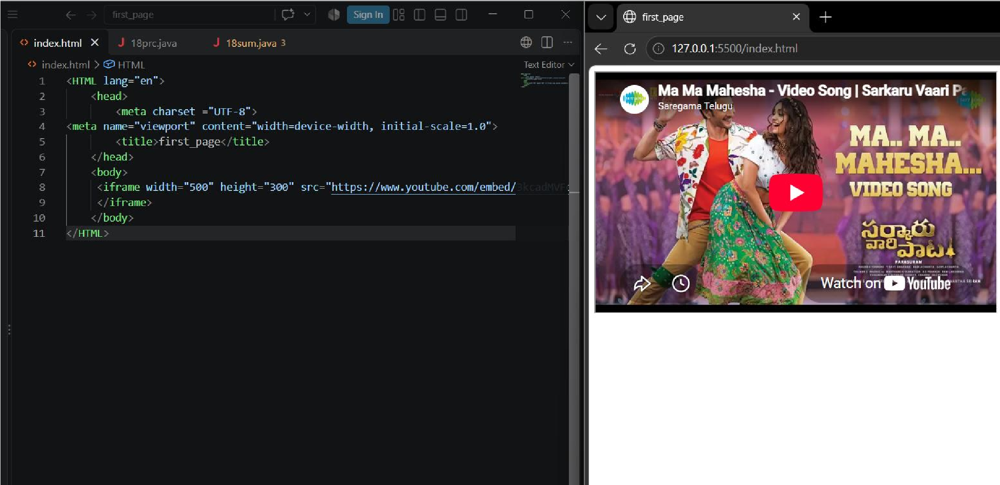 first_page
Sign In
index.html
18prc.java
18sum.java 3
index.html > HTML
Text Editor
1 <HTML lang="en">
2 <head>
3 <meta charset ="UTF-8">
4 <meta name="viewport" content="width=device-width, initial-scale=1.0">
5 <title>first_page</title>
6 </head>
7 <body>
8 <iframe width="500" height="300" src="https://www.youtube.com/embed/3kcadMVF
9 </iframe>
10 </body>
11 </HTML>
first_page
127.0.0.1:5500/index.html
Ma Ma Mahesha - Video Song | Sarkaru Vaari Pa
Saregama Telugu
MA.. MA..
MAHESHA...
VIDEO SONG
సర్కారు
వారి పాట
PARASURAM
Watch on YouTube